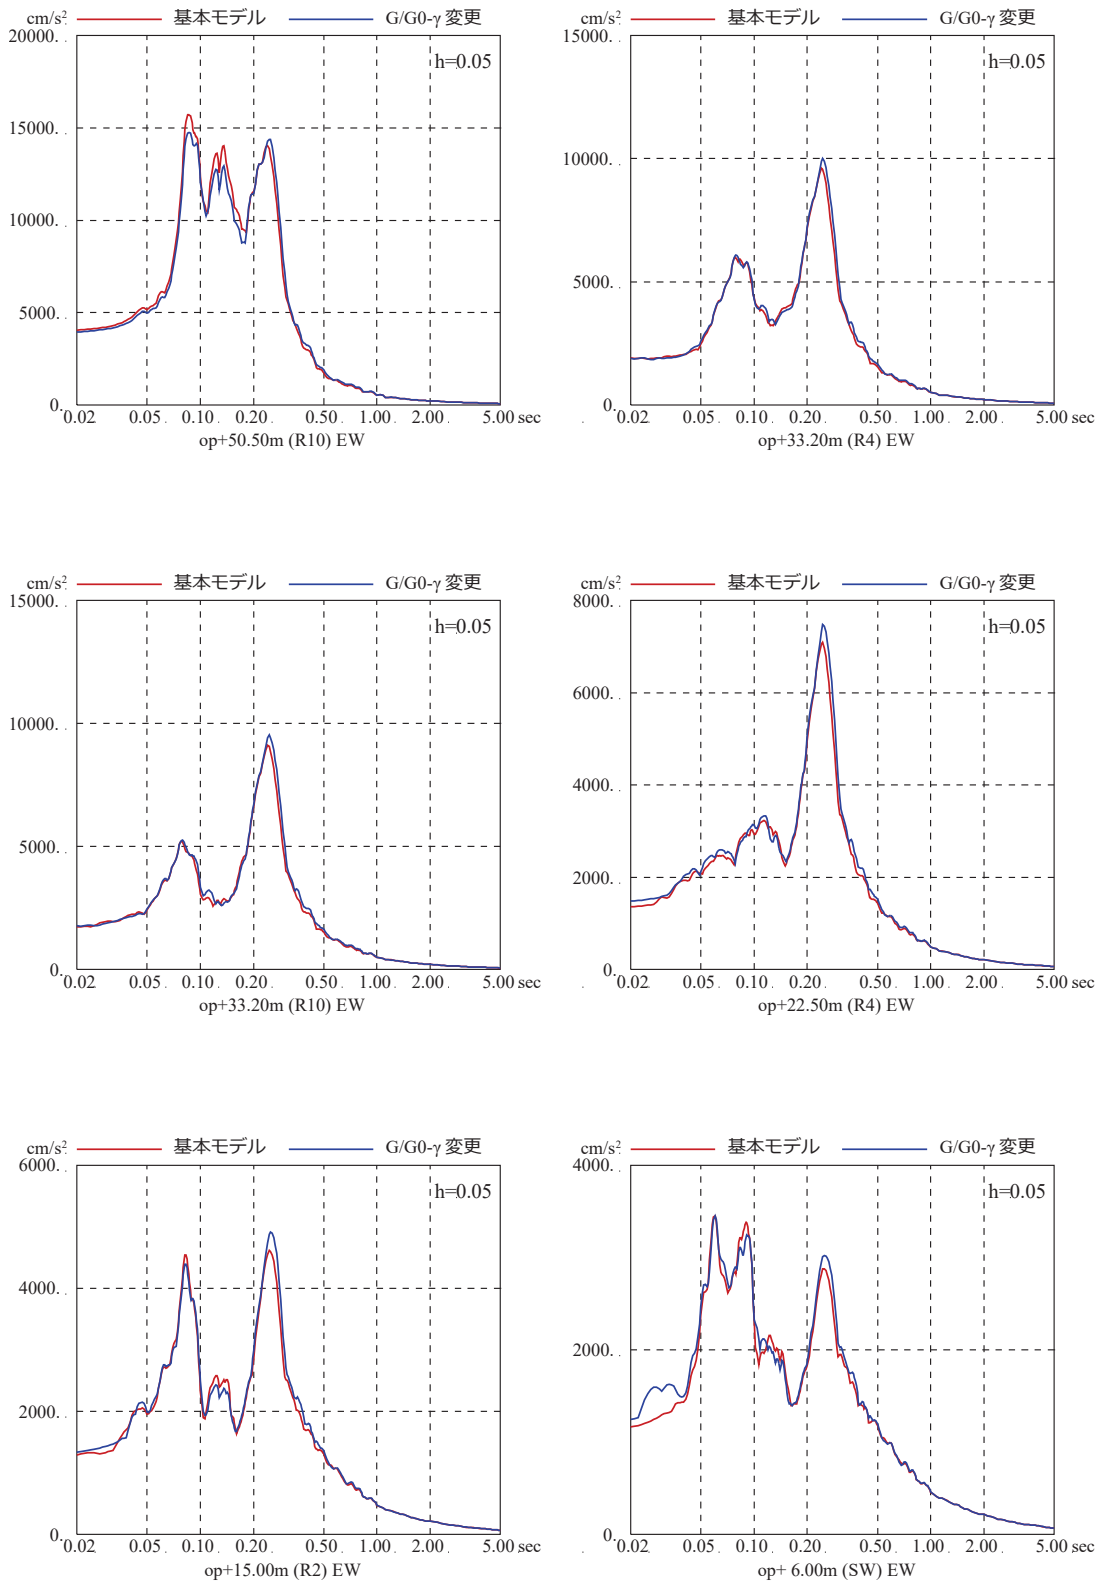 cm/s² 基本モデル G/G0-γ 変更
20000.
h=0.05
15000.
10000.
5000.
0.
0.02 0.05 0.10 0.20 0.50 1.00 2.00 5.00 sec
op+50.50m (R10) EW
cm/s² 基本モデル G/G0-γ 変更
15000.
h=0.05
10000.
5000.
0.
0.02 0.05 0.10 0.20 0.50 1.00 2.00 5.00 sec
op+33.20m (R4) EW
cm/s² 基本モデル G/G0-γ 変更
15000.
h=0.05
10000.
5000.
0.
0.02 0.05 0.10 0.20 0.50 1.00 2.00 5.00 sec
op+33.20m (R10) EW
cm/s² 基本モデル G/G0-γ 変更
8000.
h=0.05
6000.
4000.
2000.
0.
0.02 0.05 0.10 0.20 0.50 1.00 2.00 5.00 sec
op+22.50m (R4) EW
cm/s² 基本モデル G/G0-γ 変更
6000.
h=0.05
4000.
2000.
0.
0.02 0.05 0.10 0.20 0.50 1.00 2.00 5.00 sec
op+15.00m (R2) EW
cm/s² 基本モデル G/G0-γ 変更
4000.
h=0.05
2000.
0.
0.02 0.05 0.10 0.20 0.50 1.00 2.00 5.00 sec
op+ 6.00m (SW) EW